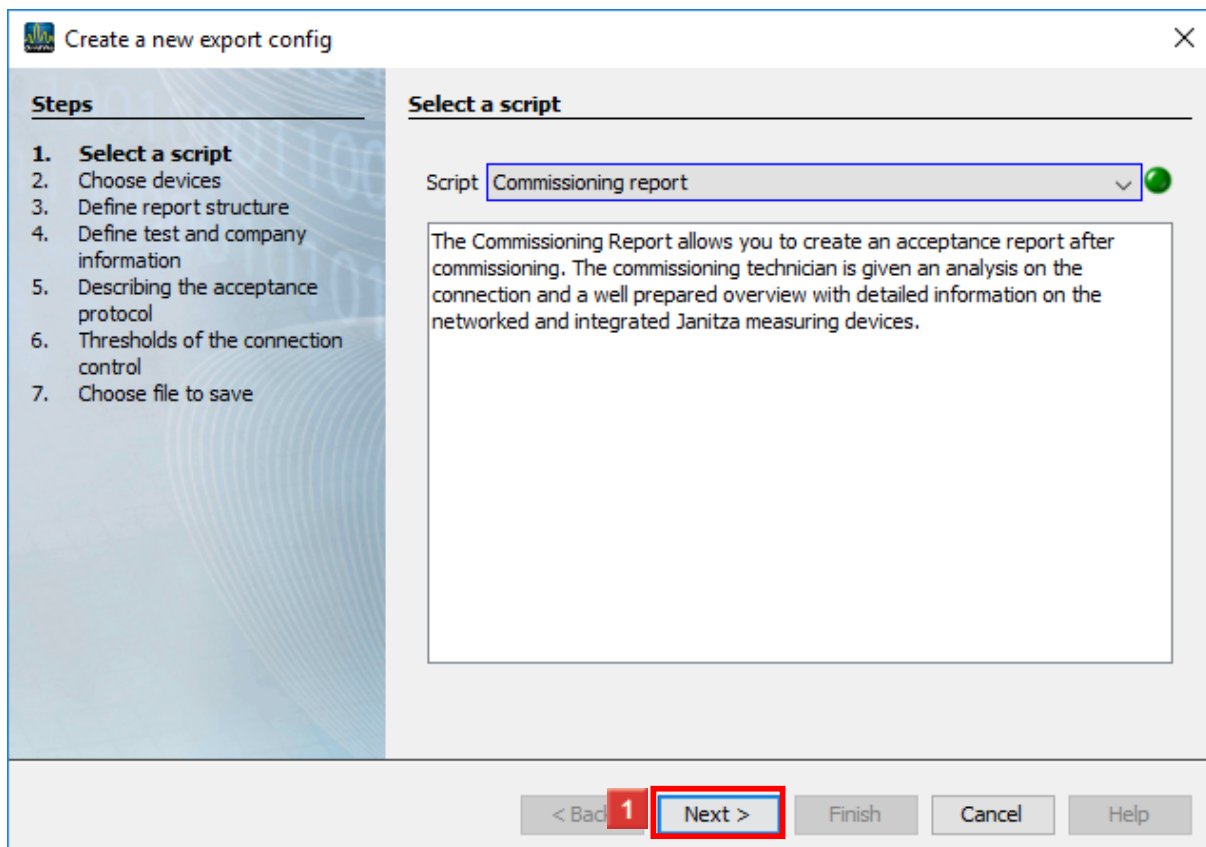 Create a new export config
Steps
1. Select a script
2. Choose devices
3. Define report structure
4. Define test and company
information
5. Describing the acceptance
protocol
6. Thresholds of the connection
control
7. Choose file to save
Select a script
Script Commissioning report
The Commissioning Report allows you to create an acceptance report after
commissioning. The commissioning technician is given an analysis on the
connection and a well prepared overview with detailed information on the
networked and integrated Janitza measuring devices.
< Back 1 Next > Finish Cancel Help